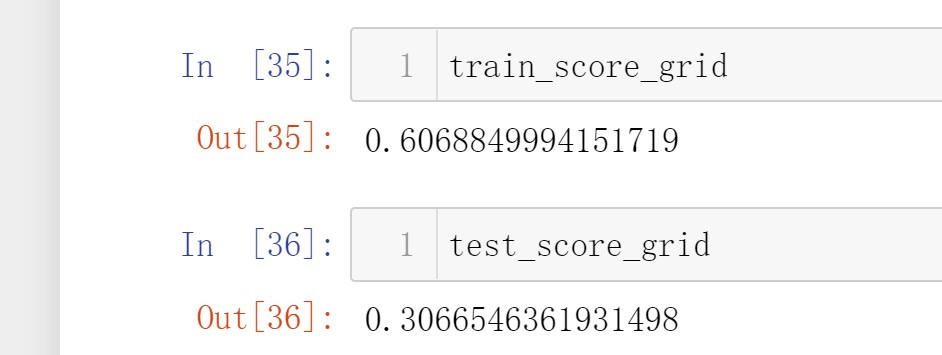 In [35]: 1 train_score_grid
Out[35]: 0.6068849994151719
In [36]: 1 test_score_grid
Out[36]: 0.3066546361931498